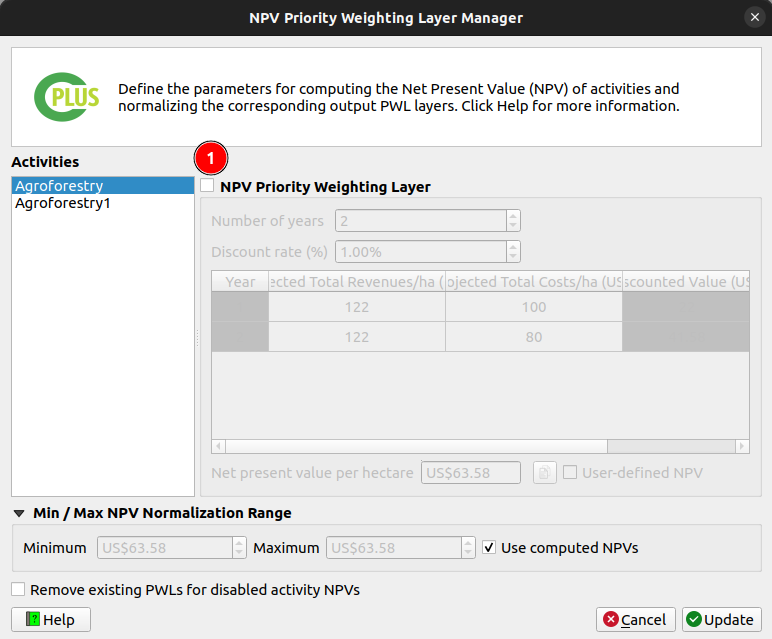 NPV Priority Weighting Layer Manager
CPLUS
Define the parameters for computing the Net Present Value (NPV) of activities and
normalizing the corresponding output PWL layers. Click Help for more information.
Activities
1
Agroforestry
Agroforestry1
NPV Priority Weighting Layer
Number of years 2
Discount rate (%) 1.00%
Year ected Total Revenues/ha ( ojected Total Costs/ha (US scounted Value (US
122 100
122 80
Net present value per hectare US$63.58 User-defined NPV
Min / Max NPV Normalization Range
Minimum US$63.58 Maximum US$63.58 Use computed NPVs
Remove existing PWLs for disabled activity NPVs
? Help Cancel Update